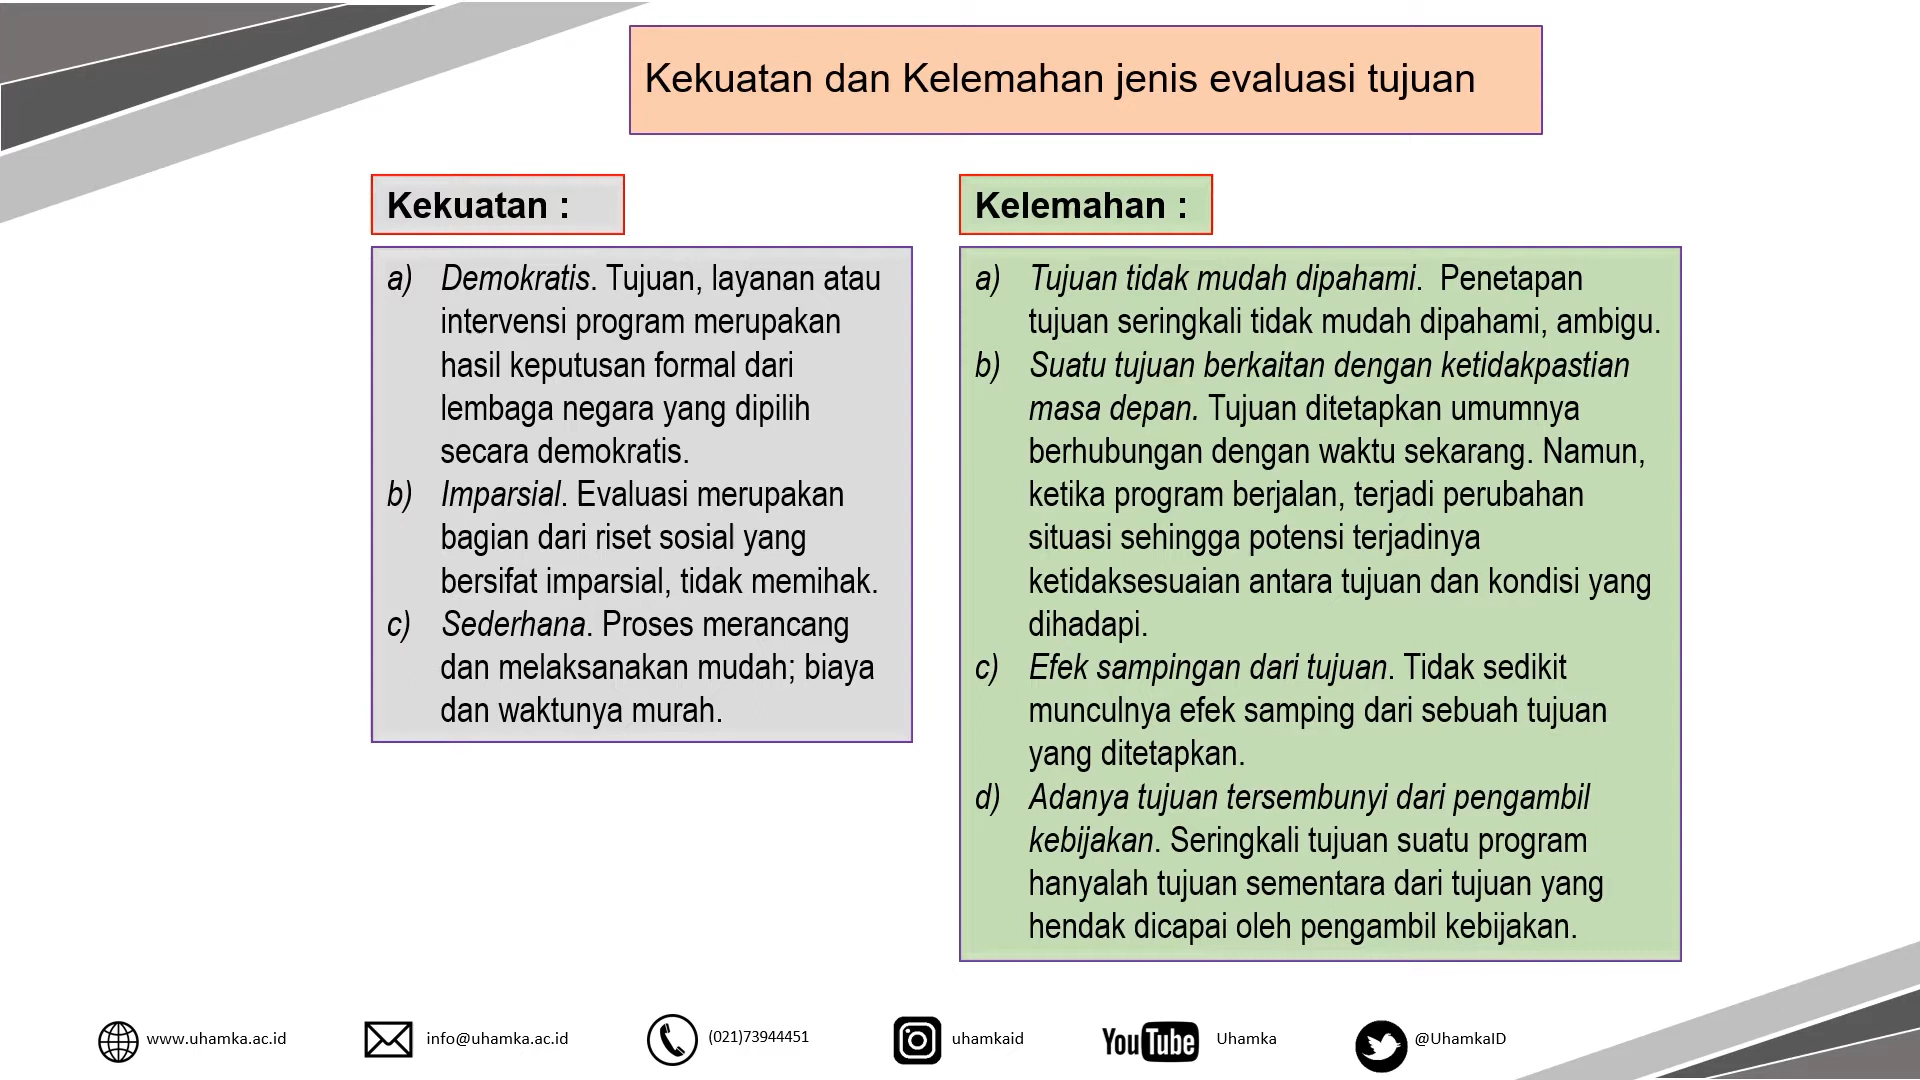 Kekuatan dan Kelemahan jenis evaluasi tujuan
Kekuatan :
a) Demokratis. Tujuan, layanan atau
intervensi program merupakan
hasil keputusan formal dari
lembaga negara yang dipilih
secara demokratis.
b) Imparsial. Evaluasi merupakan
bagian dari riset sosial yang
bersifat imparsial, tidak memihak.
c) Sederhana. Proses merancang
dan melaksanakan mudah; biaya
dan waktunya murah.
Kelemahan :
a) Tujuan tidak mudah dipahami. Penetapan
tujuan seringkali tidak mudah dipahami, ambigu.
b) Suatu tujuan berkaitan dengan ketidakpastian
masa depan. Tujuan ditetapkan umumnya
berhubungan dengan waktu sekarang. Namun,
ketika program berjalan, terjadi perubahan
situasi sehingga potensi terjadinya
ketidaksesuaian antara tujuan dan kondisi yang
dihadapi.
c) Efek sampingan dari tujuan. Tidak sedikit
munculnya efek samping dari sebuah tujuan
yang ditetapkan.
d) Adanya tujuan tersembunyi dari pengambil
kebijakan. Seringkali tujuan suatu program
hanyalah tujuan sementara dari tujuan yang
hendak dicapai oleh pengambil kebijakan.
www.uhamka.ac.id
info@uhamka.ac.id
(021)73944451
uhamkaid
YouTube Uhamka
@UhamkaID